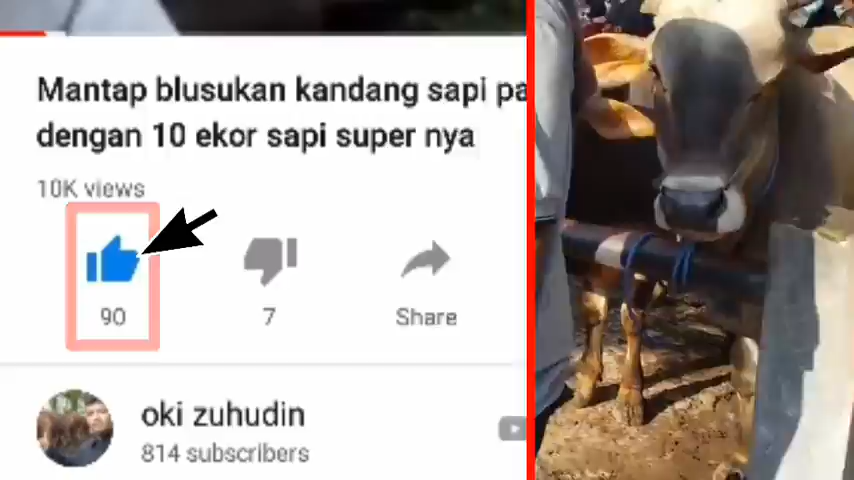 Mantap blusukan kandang sapi pa
dengan 10 ekor sapi super nya
10K views
90
7
Share
oki zuhudin
814 subscribers